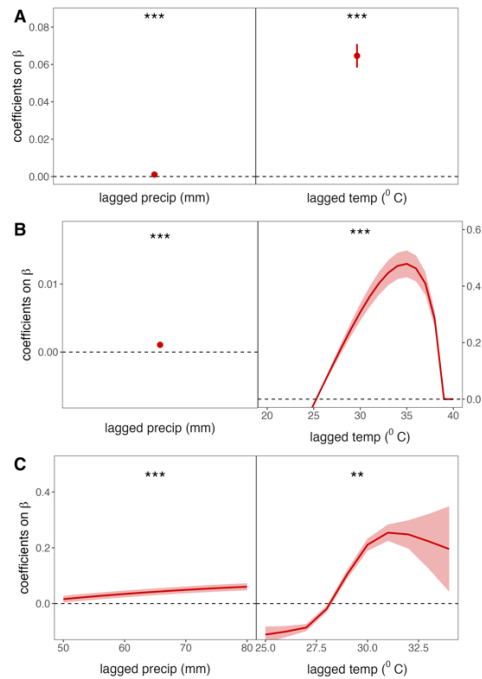 A
*** ***
0.08
0.06
0.04
0.02
0.00
coefficients on β
lagged precip (mm) lagged temp (⁰ C)
B
*** ***
0.01
0.00
coefficients on β
0.6
0.4
0.2
0.0
20 25 30 35 40
lagged precip (mm) lagged temp (⁰ C)
C
*** **
0.4
0.2
0.0
coefficients on β
50 60 70 80 25.0 27.5 30.0 32.5
lagged precip (mm) lagged temp (⁰ C)